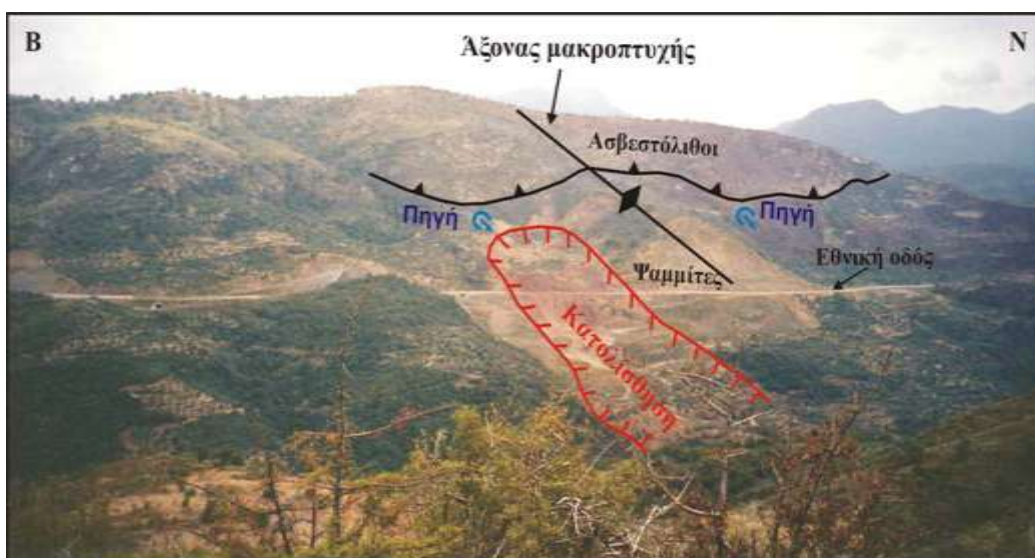 Β
Ν
Άξονας μακροπτυχής
Ασβεστόλιθοι
Πηγή
Πηγή
Εθνική οδός
Ψαμμίτες
Κατολίσθηση